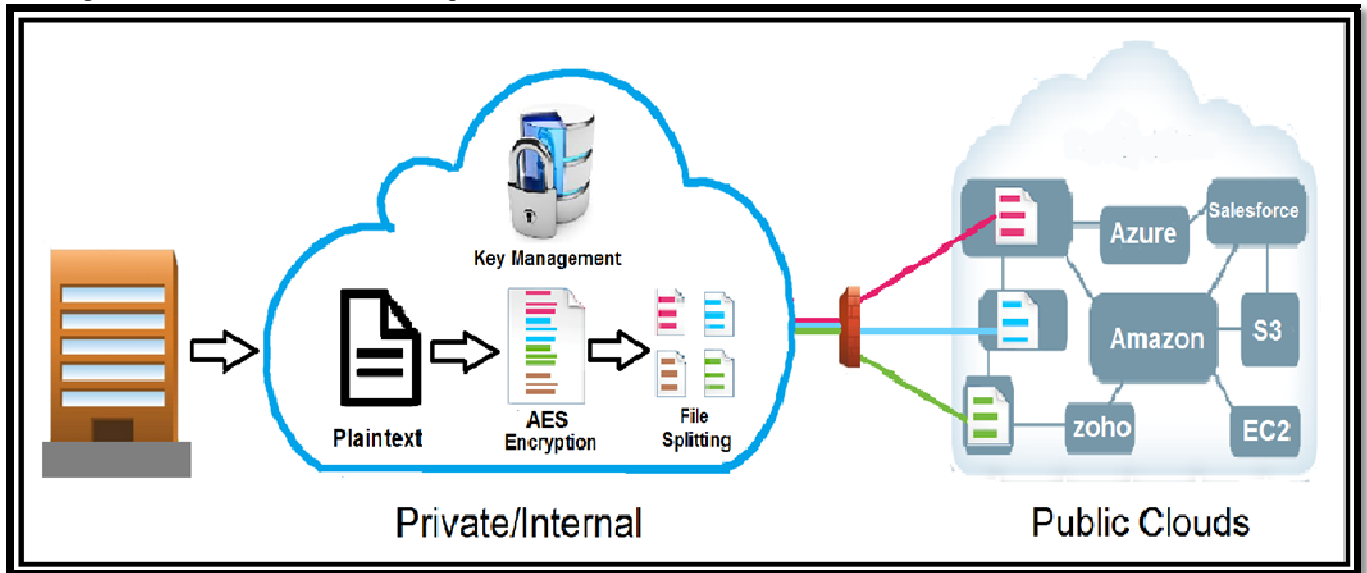 Key Management
Plaintext
AES
Encryption
File
Splitting
Private/Internal
Azure
Salesforce
Amazon
S3
zoho
EC2
Public Clouds